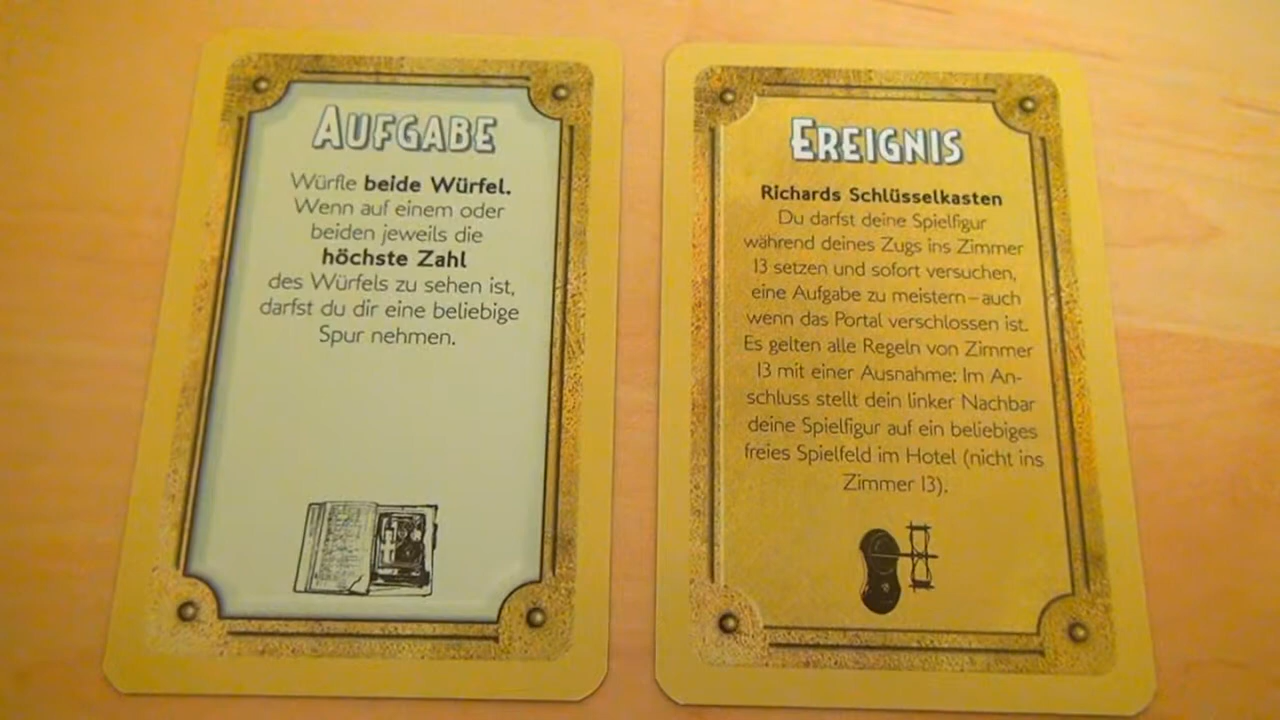 AUFGABE
Würfle beide Würfel.
Wenn auf einem oder
beiden jeweils die
höchste Zahl
des Würfels zu sehen ist,
darfst du dir eine beliebige
Spur nehmen.
EREIGNIS
Richards Schlüsselkasten
Du darfst deine Spielfigur
während deines Zugs ins Zimmer
13 setzen und sofort versuchen,
eine Aufgabe zu meistern – auch
wenn das Portal verschlossen ist.
Es gelten alle Regeln von Zimmer
13 mit einer Ausnahme: Im An-
schluss stellt dein linker Nachbar
deine Spielfigur auf ein beliebiges
freies Spielfeld im Hotel (nicht ins
Zimmer 13).